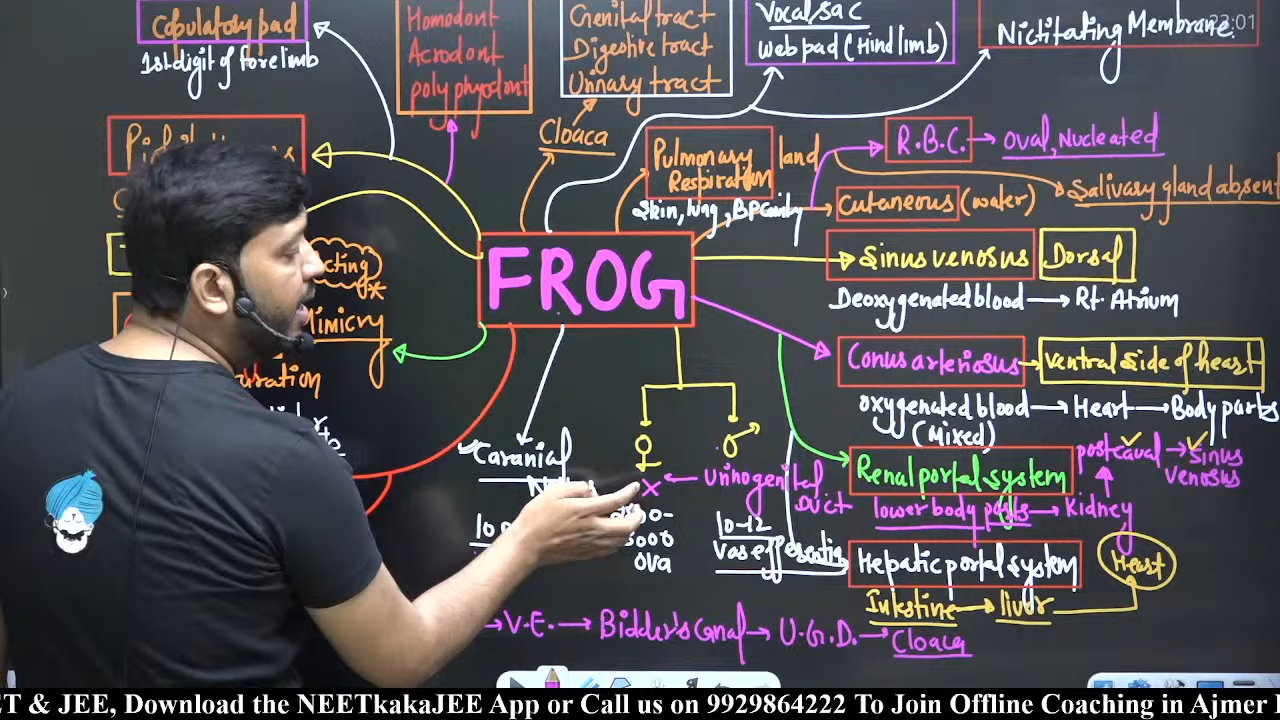 Copulatory pad
1st digit of forelimb
Homodont
Acrodont
polyphyodont
Genital tract
Digestive tract
Urinary tract
Cloaca
Vocal sac
Web pad (Hind limb)
Nictitating Membrane
23:01
Pulmonary
Respiration
land
Skin, lung, BP Cavity
R.B.C. → oval, Nucleated
Salivary gland absent
Cutaneous (water)
FROG
Sinus venosus
Dorsal
Deoxygenated blood → Rt. Atrium
Mimicry
Conus arteriosus → ventral side of heart
oxygenated blood → Heart → Body parts
(Mixed)
Caranial
♀
♂
x ← Urinogenital
Duct
Renal portal system
postcaval → Sinus
venosus
lower body parts → Kidney
ova
10-12
Hepatic portal system
Heart
Intestine → liver
→ V.E. → Bidder's Canal → U.G.D. → Cloaca
ET & JEE, Download the NEETkakaJEE App or Call us on 9929864222 To Join Offline Coaching in Ajmer